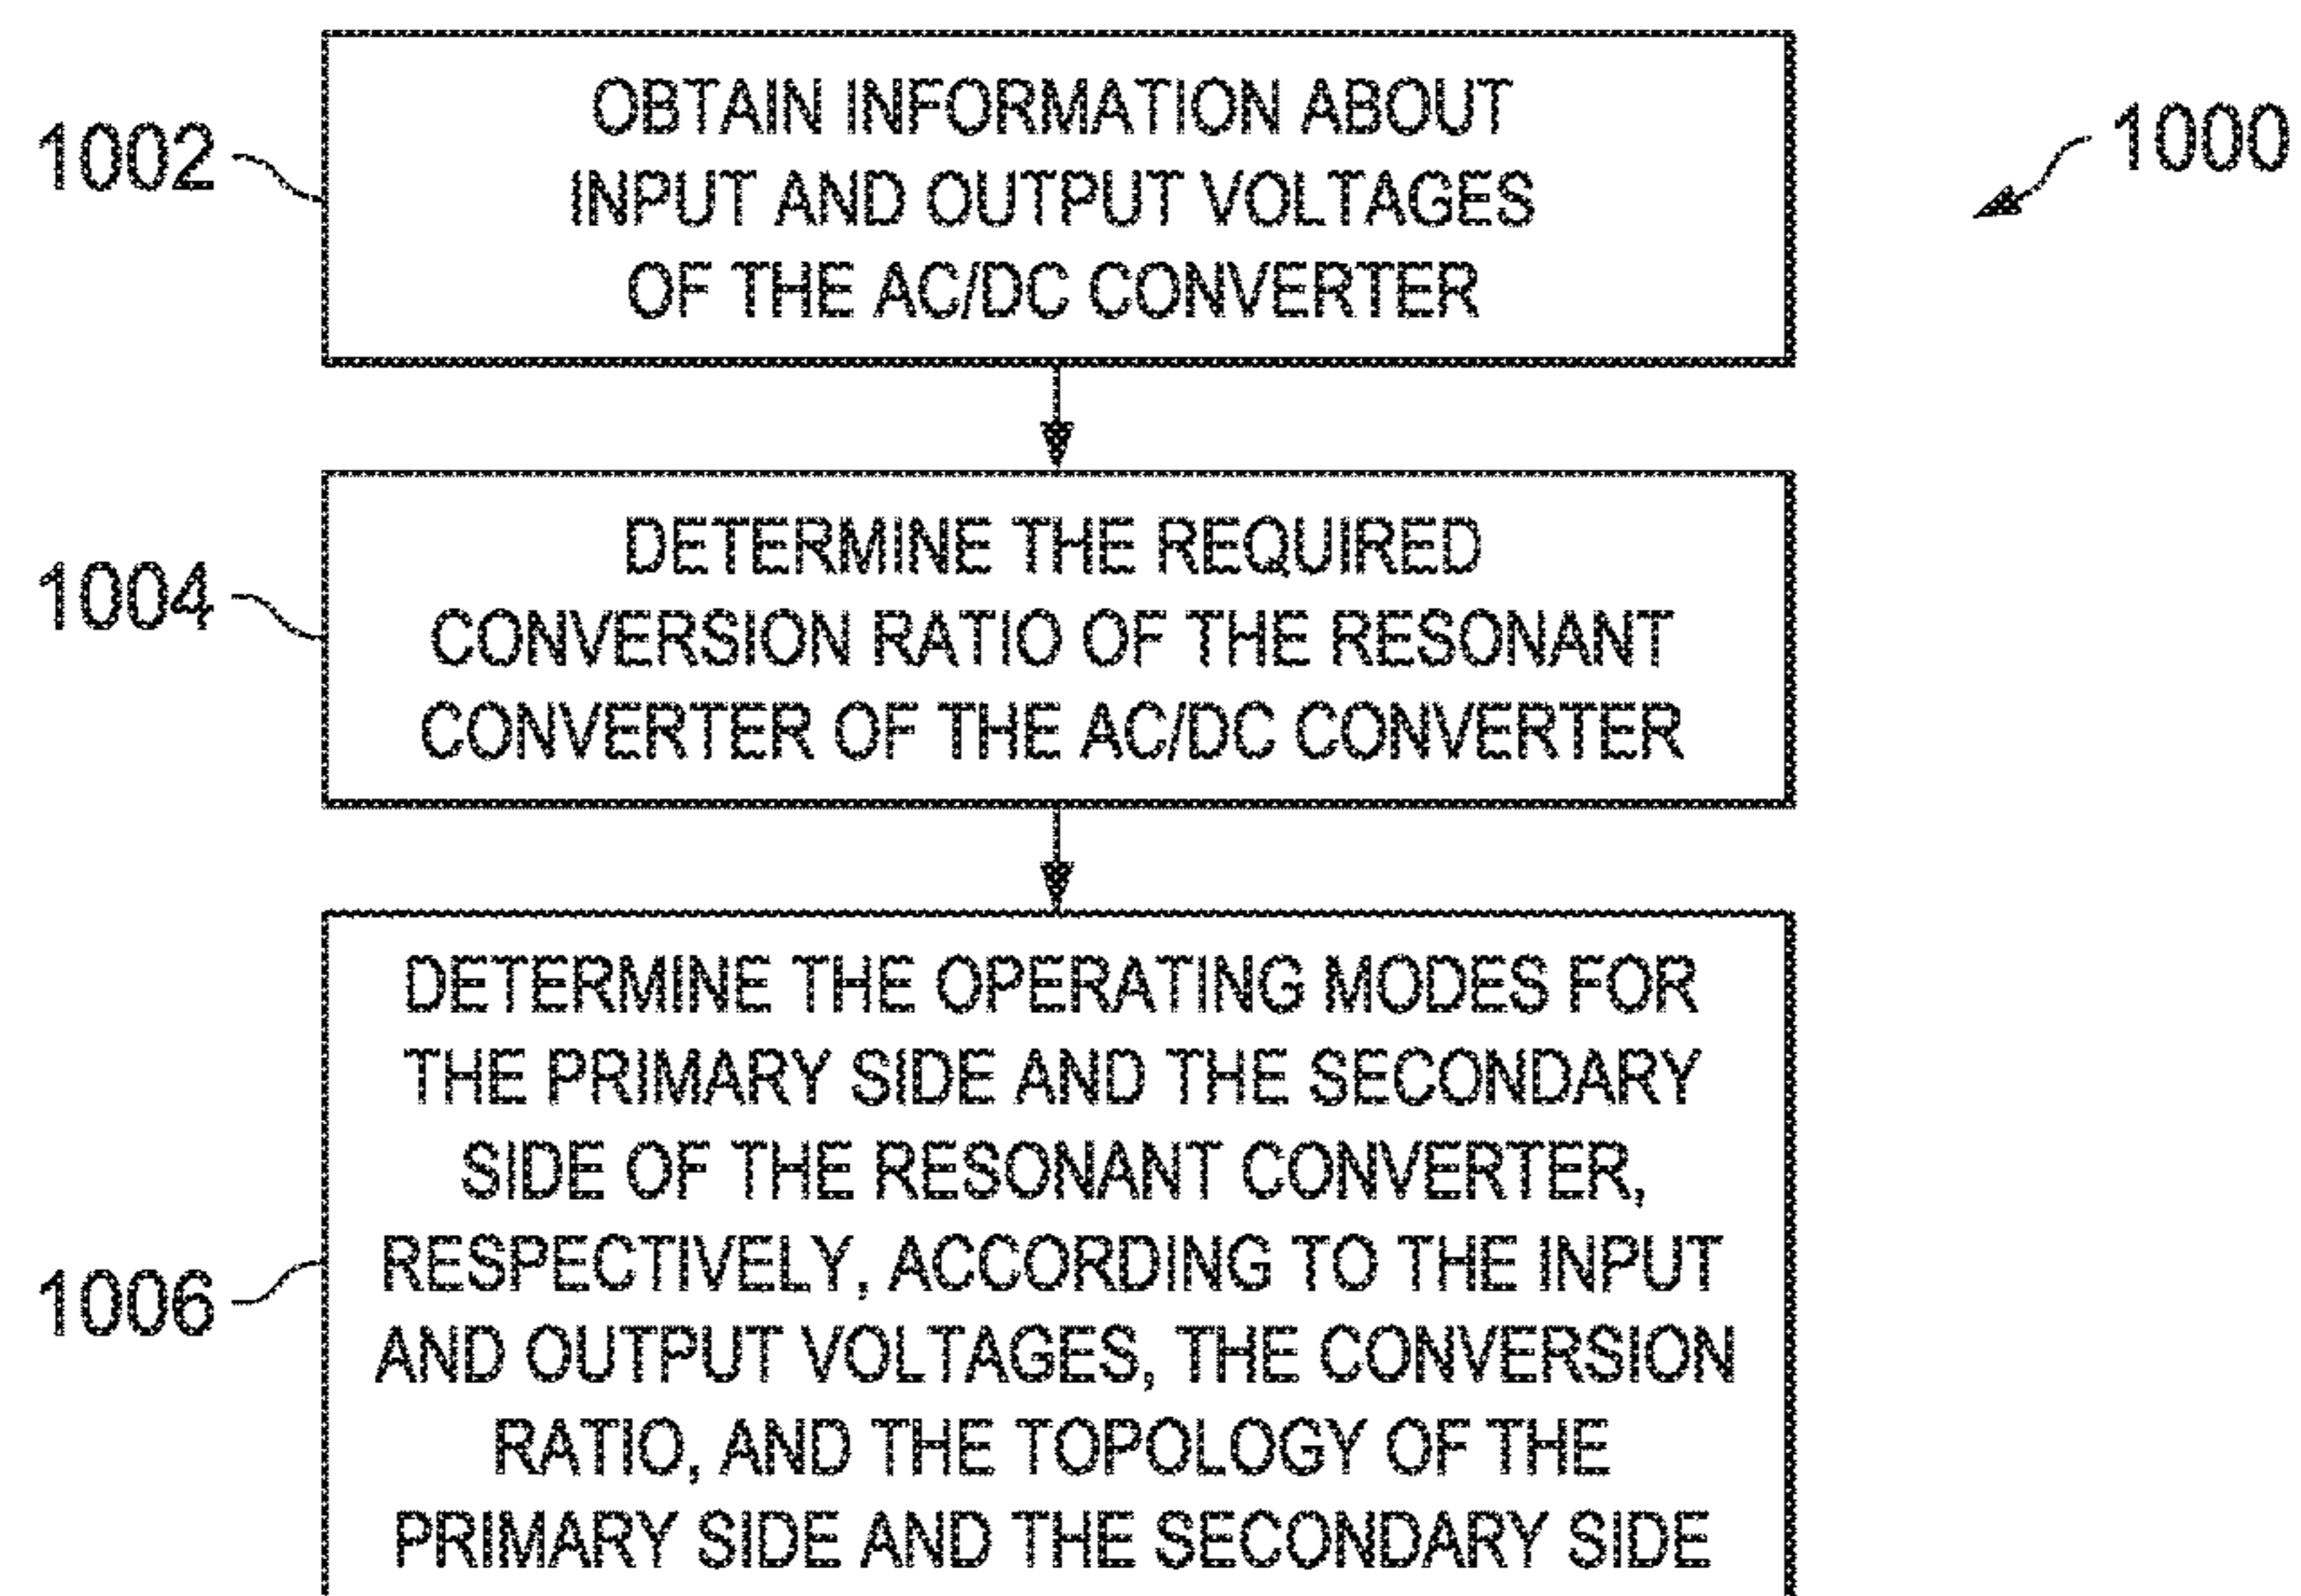 OBTAIN INFORMATION ABOUT
INPUT AND OUTPUT VOLTAGES
OF THE AC/DC CONVERTER
1002
1000
DETERMINE THE REQUIRED
CONVERSION RATIO OF THE RESONANT
CONVERTER OF THE AC/DC CONVERTER
1004
DETERMINE THE OPERATING MODES FOR
THE PRIMARY SIDE AND THE SECONDARY
SIDE OF THE RESONANT CONVERTER,
RESPECTIVELY, ACCORDING TO THE INPUT
AND OUTPUT VOLTAGES, THE CONVERSION
RATIO, AND THE TOPOLOGY OF THE
PRIMARY SIDE AND THE SECONDARY SIDE
1006